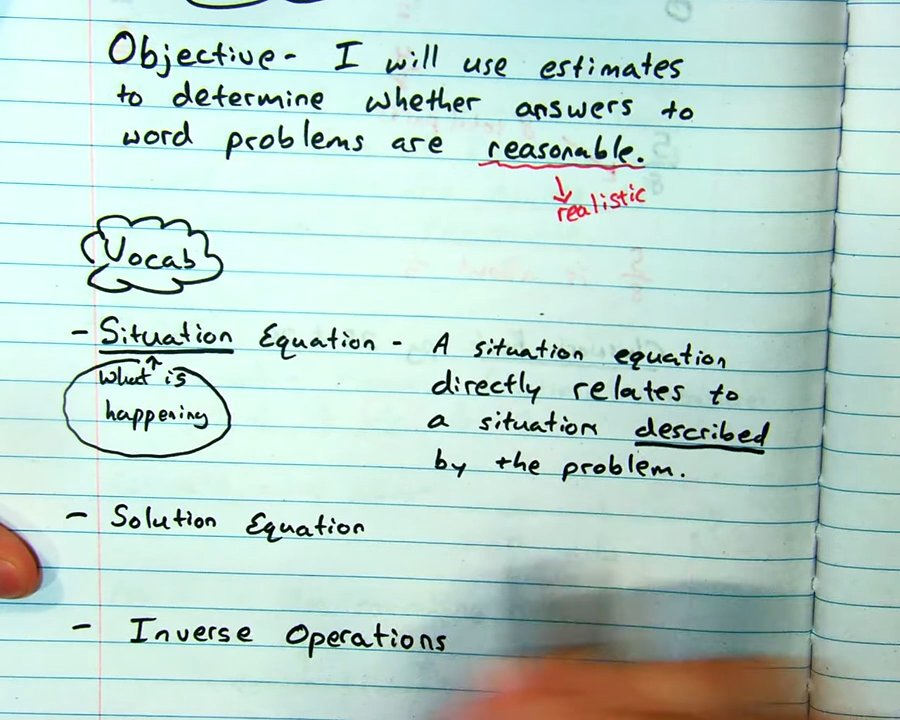 Objective - I will use estimates
to determine whether answers to
word problems are reasonable.
realistic
Vocab
- Situation Equation - A situation equation
what is
directly relates to
happening
a situation described
by the problem.
- Solution Equation
- Inverse Operations